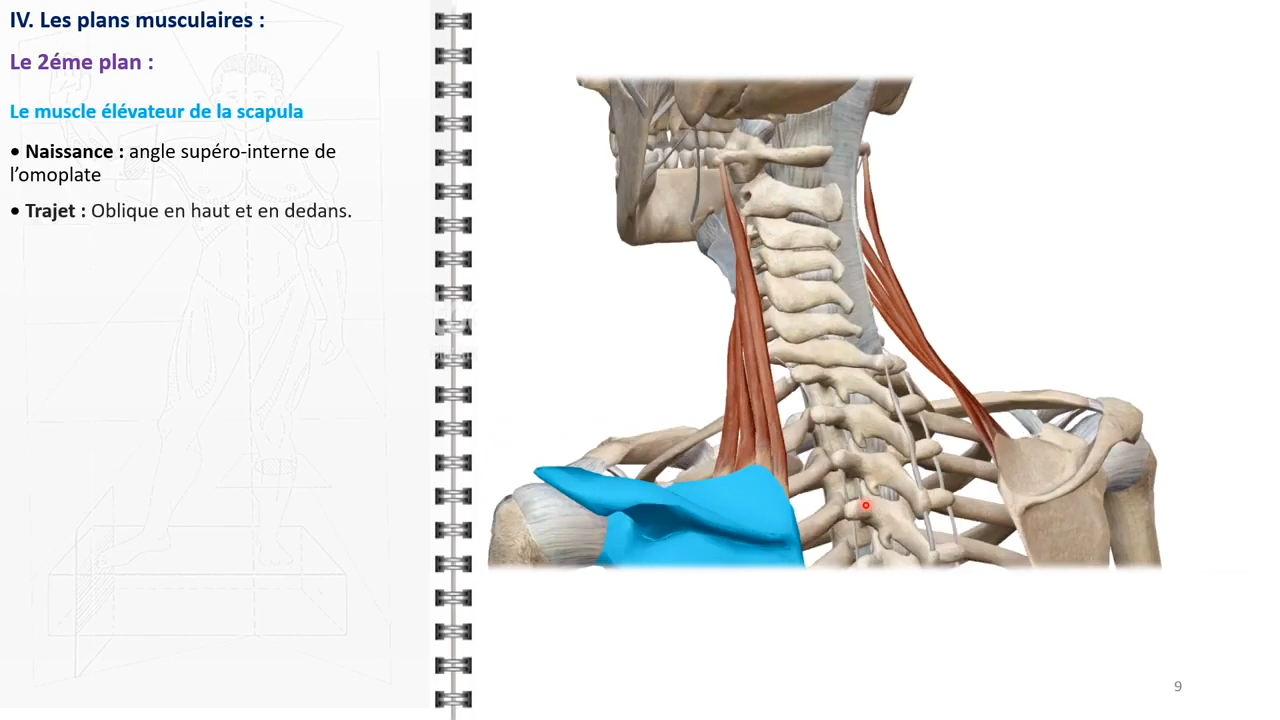 IV. Les plans musculaires :
Le 2éme plan :
Le muscle élévateur de la scapula
• Naissance : angle supéro-interne de
l’omoplate
• Trajet : Oblique en haut et en dedans.
9